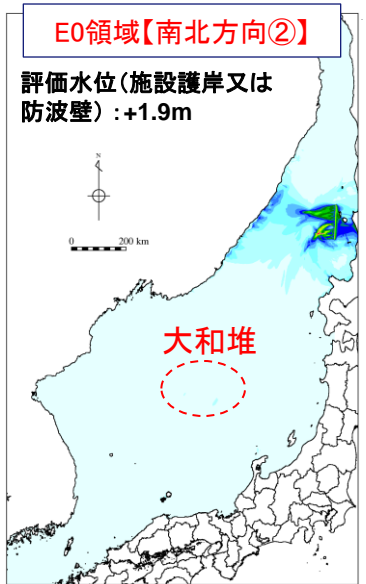 E0領域【南北方向②】
評価水位（施設護岸又は
防波壁）：+1.9m
N
0 200 km
大和堆